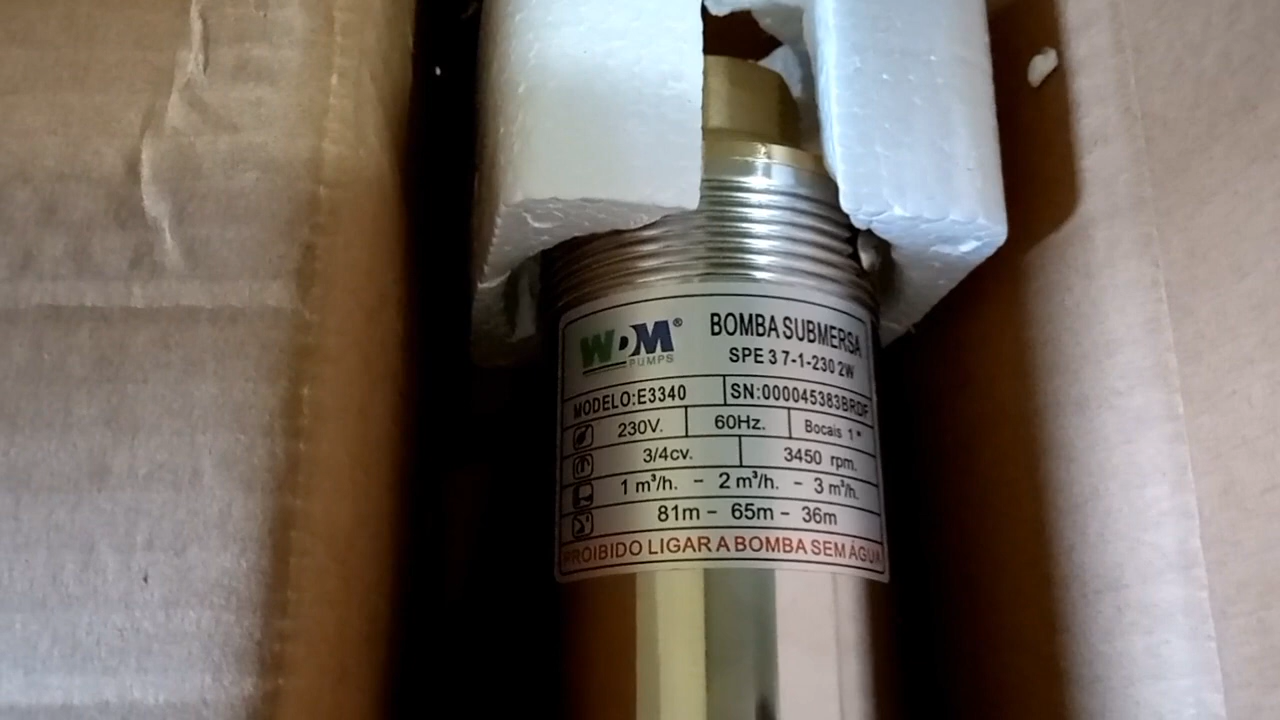 WDM®
PUMPS
BOMBA SUBMERSA
SPE 3 7-1-230 2W
MODELO:E3340 SN:000045383BRDF
230V. 60Hz. Bocais 1"
3/4cv. 3450 rpm.
1 m³/h. - 2 m³/h. - 3 m³/h.
81m - 65m - 36m
PROIBIDO LIGAR A BOMBA SEM ÁGUA